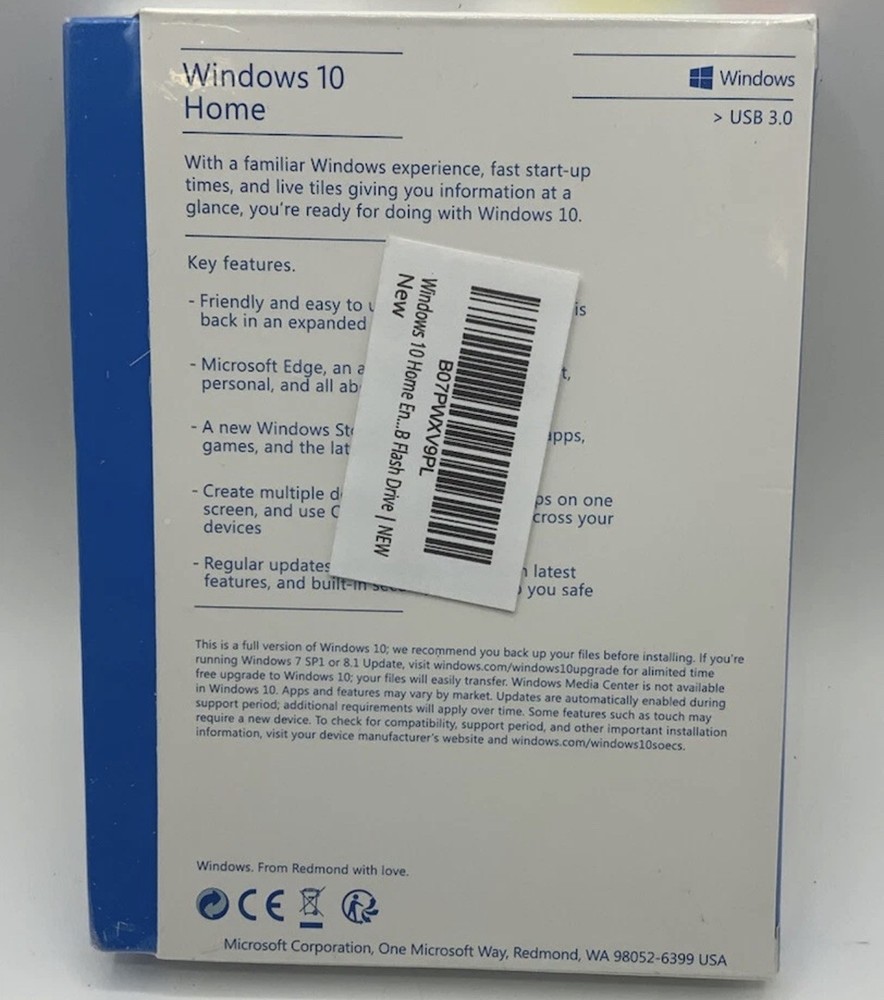 Windows 10
Home
Windows
> USB 3.0
With a familiar Windows experience, fast start-up
times, and live tiles giving you information at a
glance, you're ready for doing with Windows 10.
Key features.
- Friendly and easy to is
back in an expanded
- Microsoft Edge, an t,
personal, and all ab
- A new Windows Sto apps,
games, and the lat
- Create multiple d ps on one
screen, and use C cross your
devices
- Regular updates latest
features, and built-in you safe
B07PWXV9PL
Windows 10 Home En...B Flash Drive | NEW
New
This is a full version of Windows 10; we recommend you back up your files before installing. If you're
running Windows 7 SP1 or 8.1 Update, visit windows.com/windows10upgrade for alimited time
free upgrade to Windows 10; your files will easily transfer. Windows Media Center is not available
in Windows 10. Apps and features may vary by market. Updates are automatically enabled during
support period; additional requirements will apply over time. Some features such as touch may
require a new device. To check for compatibility, support period, and other important installation
information, visit your device manufacturer's website and windows.com/windows10soecs.
Windows. From Redmond with love.
CE
Microsoft Corporation, One Microsoft Way, Redmond, WA 98052-6399 USA